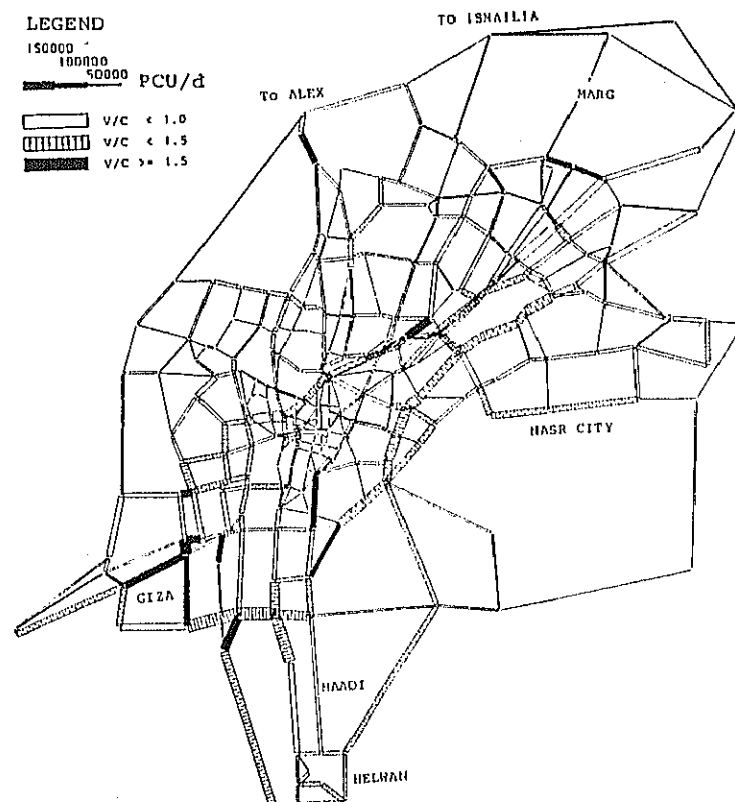 LEGEND
150000
100000
50000 PCU/d
V/C < 1.0
V/C < 1.5
V/C >= 1.5
TO ISHAILIA
To ALEX
MARG
NASR CITY
GIZA
MAADI
HELWAN